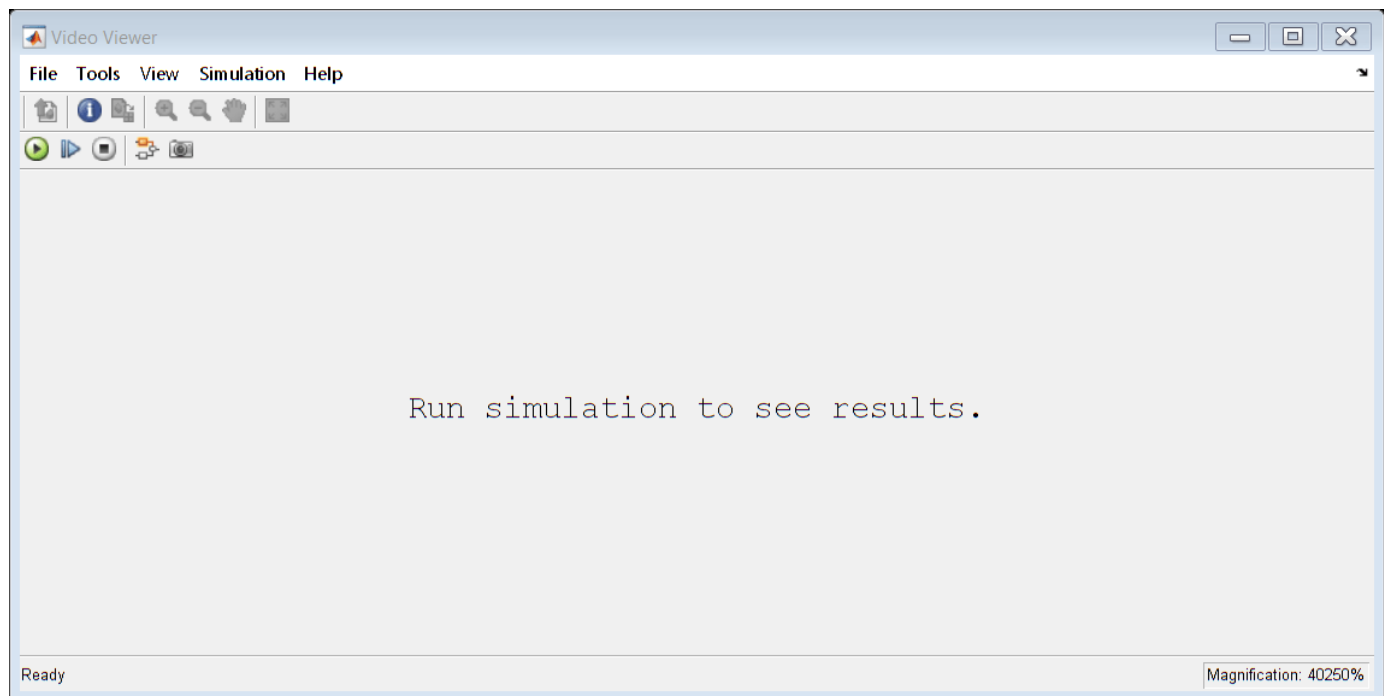 Video Viewer
File Tools View Simulation Help
Run simulation to see results.
Ready
Magnification: 40250%